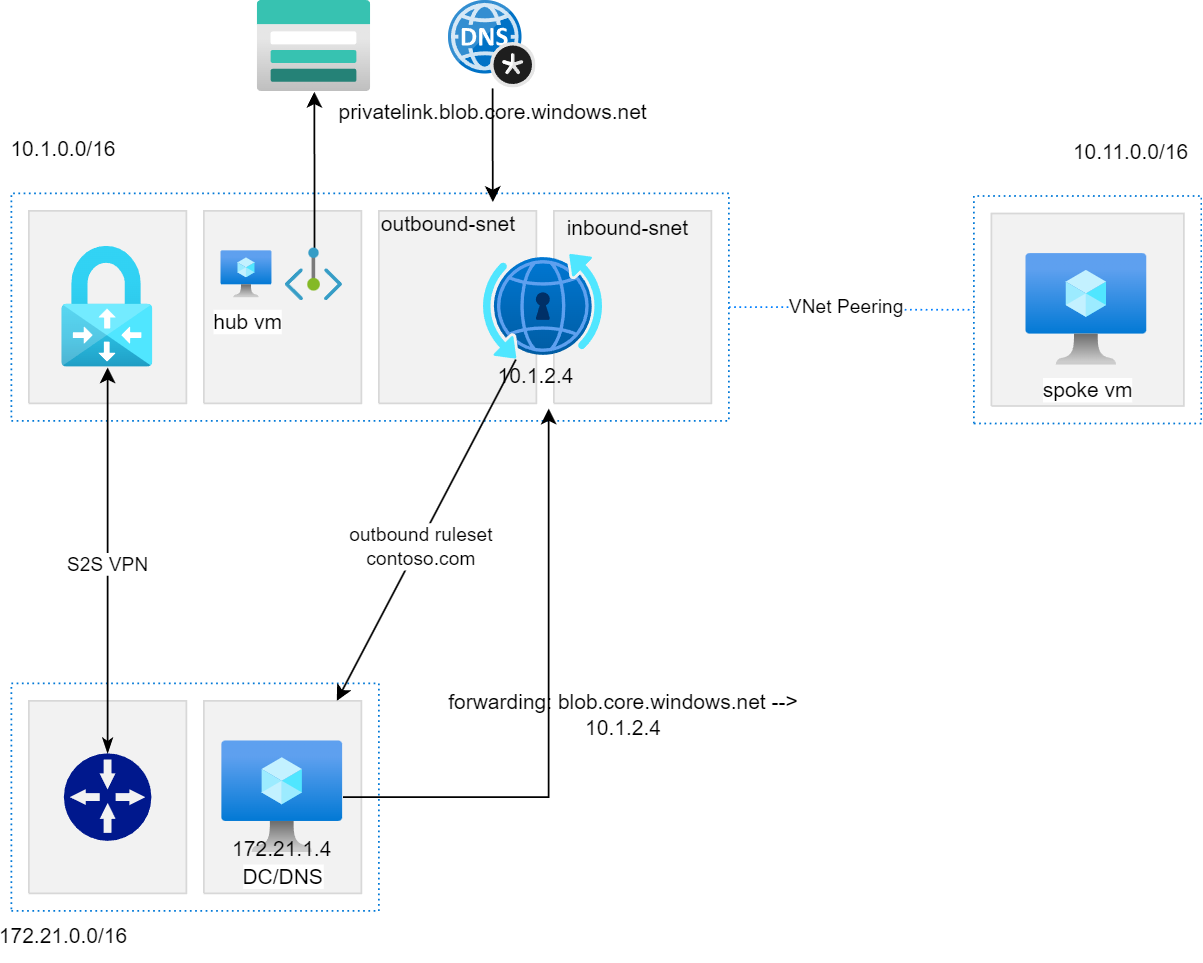 DNS
*
privatelink.blob.core.windows.net
10.1.0.0/16
10.11.0.0/16
outbound-snet
inbound-snet
hub vm
VNet Peering
10.1.2.4
spoke vm
outbound ruleset
contoso.com
S2S VPN
forwarding: blob.core.windows.net -->
10.1.2.4
172.21.1.4
DC/DNS
172.21.0.0/16